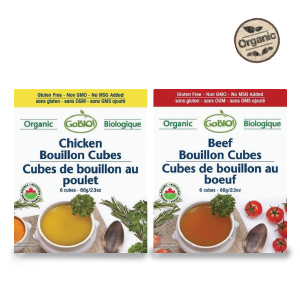 Organic
Gluten Free - Non GMO - No MSG Added
sans gluten - san OGM - sans GMS ajouté
Organic GoBIO! Biologique
Chicken
Bouillon Cubes
Cubes de bouillon au
poulet
6 cubes - 66g/2.3oz
Gluten Free - Non GMO - No MSG Added
sans gluten - san OGM - sans GMS ajouté
Organic GoBIO! Biologique
Beef
Bouillon Cubes
Cubes de bouillon au
boeuf
6 cubes - 66g/2.3oz